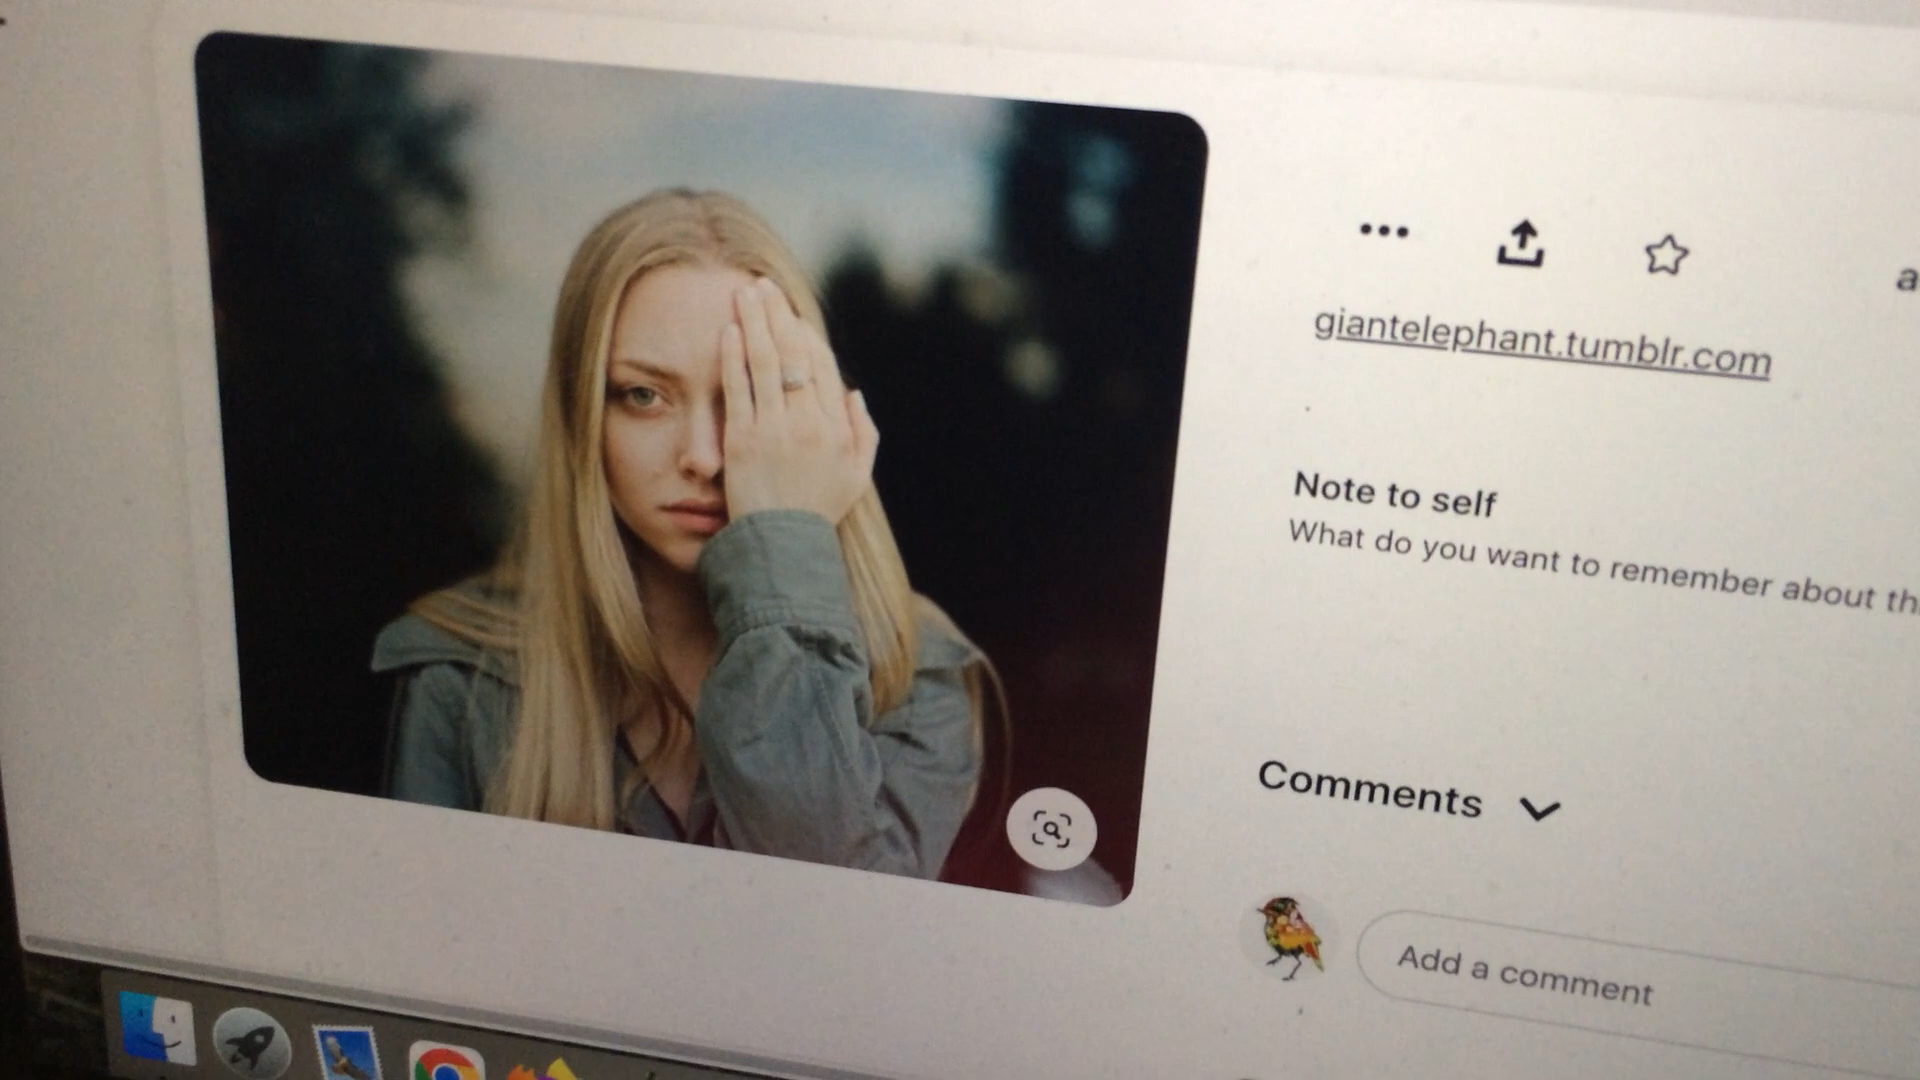 a
giantelephant.tumblr.com
Note to self
What do you want to remember about th
Comments
Add a comment